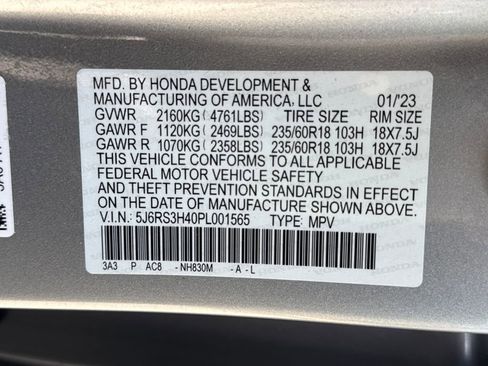 MFD. BY HONDA DEVELOPMENT &
MANUFACTURING OF AMERICA, LLC 01/'23
GVWR 2160KG (4761LBS) TIRE SIZE RIM SIZE
GAWR F 1120KG (2469LBS) 235/60R18 103H 18X7.5J
GAWR R 1070KG (2358LBS) 235/60R18 103H 18X7.5J
THIS VEHICLE CONFORMS TO ALL APPLICABLE
FEDERAL MOTOR VEHICLE SAFETY
AND THEFT PREVENTION STANDARDS IN EFFECT
ON THE DATE OF MANUFACTURE SHOWN ABOVE.
V.I.N: 5J6RS3H40PL001565 TYPE: MPV
3A3 P AC8 -NH830M -A-L